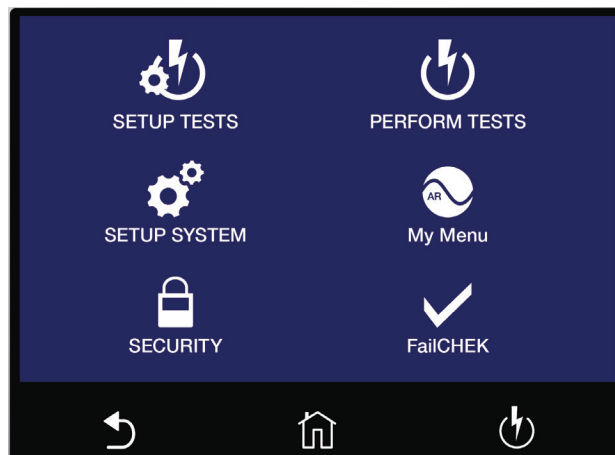 SETUP TESTS
PERFORM TESTS
SETUP SYSTEM
AR
My Menu
SECURITY
FailCHEK